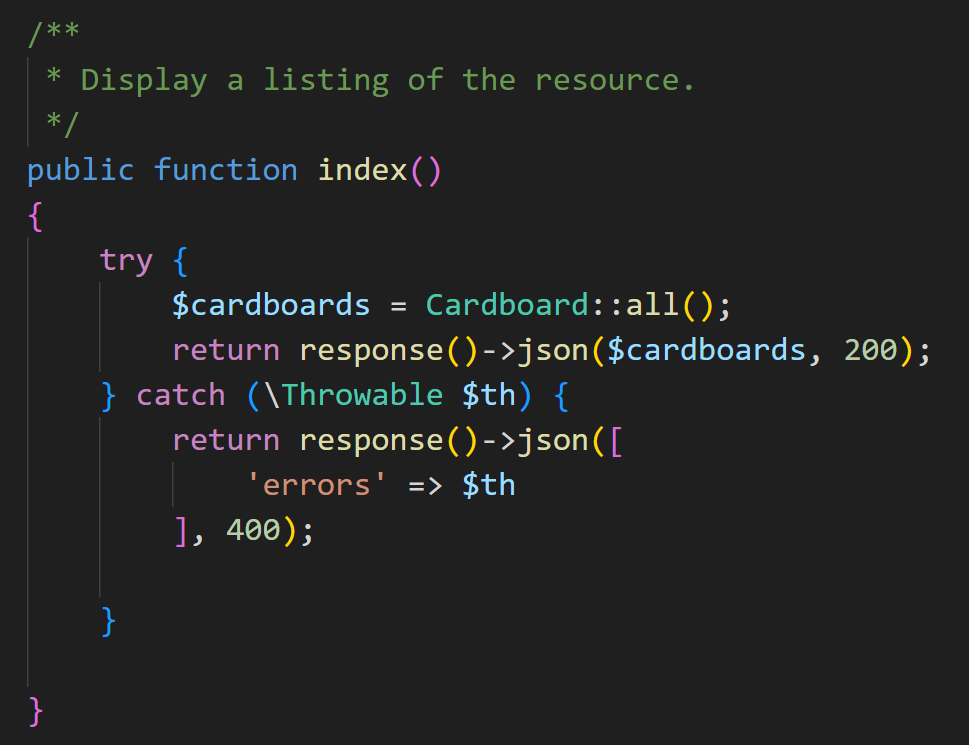 /**
 * Display a listing of the resource.
 */
public function index()
{
    try {
        $cardboards = Cardboard::all();
        return response()->json($cardboards, 200);
    } catch (\Throwable $th) {
        return response()->json([
            'errors' => $th
        ], 400);

    }

}